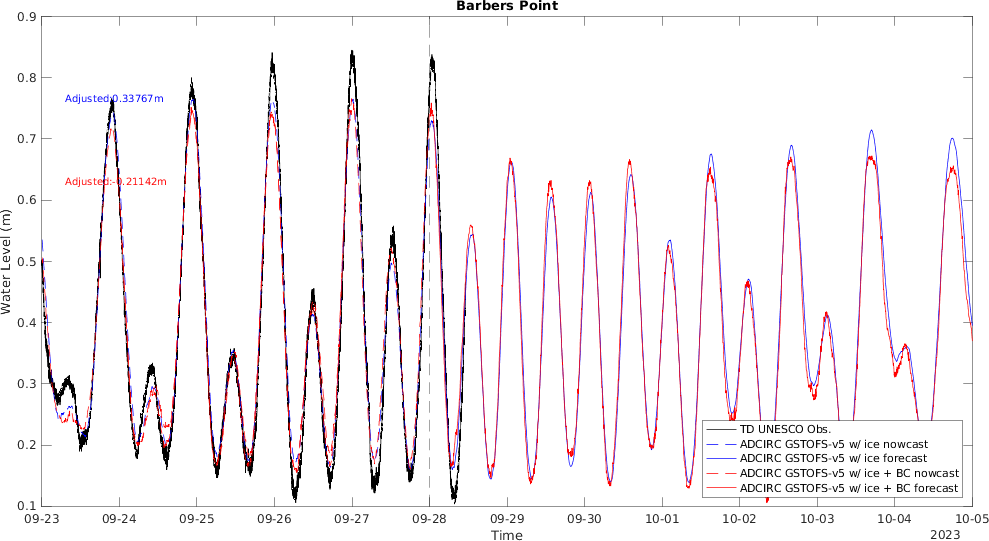 Barbers Point
0.9
0.8
0.7
0.6
0.5
0.4
0.3
0.2
0.1
Water Level (m)
Adjusted:0.33767m
Adjusted:-0.21142m
TD UNESCO Obs.
ADCIRC GSTOFS-v5 w/ ice nowcast
ADCIRC GSTOFS-v5 w/ ice forecast
ADCIRC GSTOFS-v5 w/ ice + BC nowcast
ADCIRC GSTOFS-v5 w/ ice + BC forecast
09-23 09-24 09-25 09-26 09-27 09-28 09-29 09-30 10-01 10-02 10-03 10-04 10-05
Time
2023